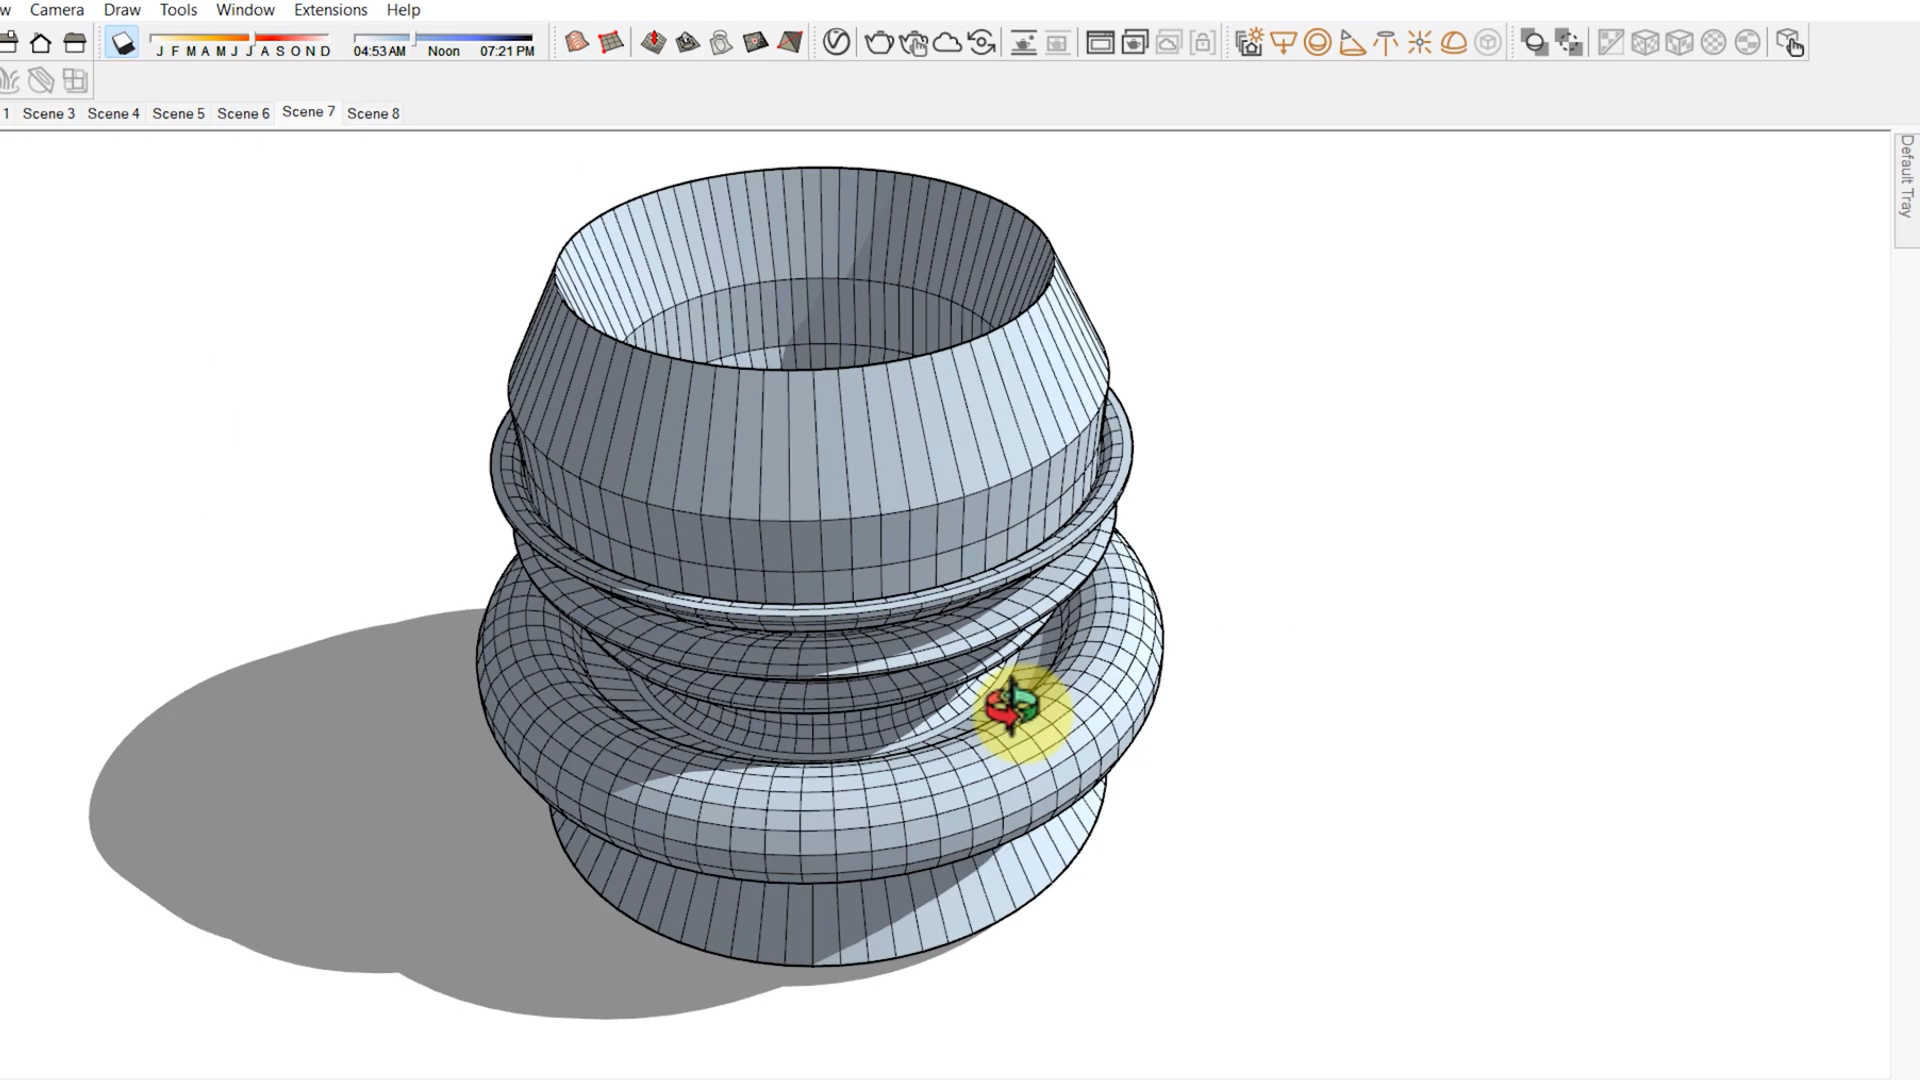 w Camera Draw Tools Window Extensions Help
J F M A M J J A S O N D 04:53 AM Noon 07:21 PM
1 Scene 3 Scene 4 Scene 5 Scene 6 Scene 7 Scene 8
Default Tray